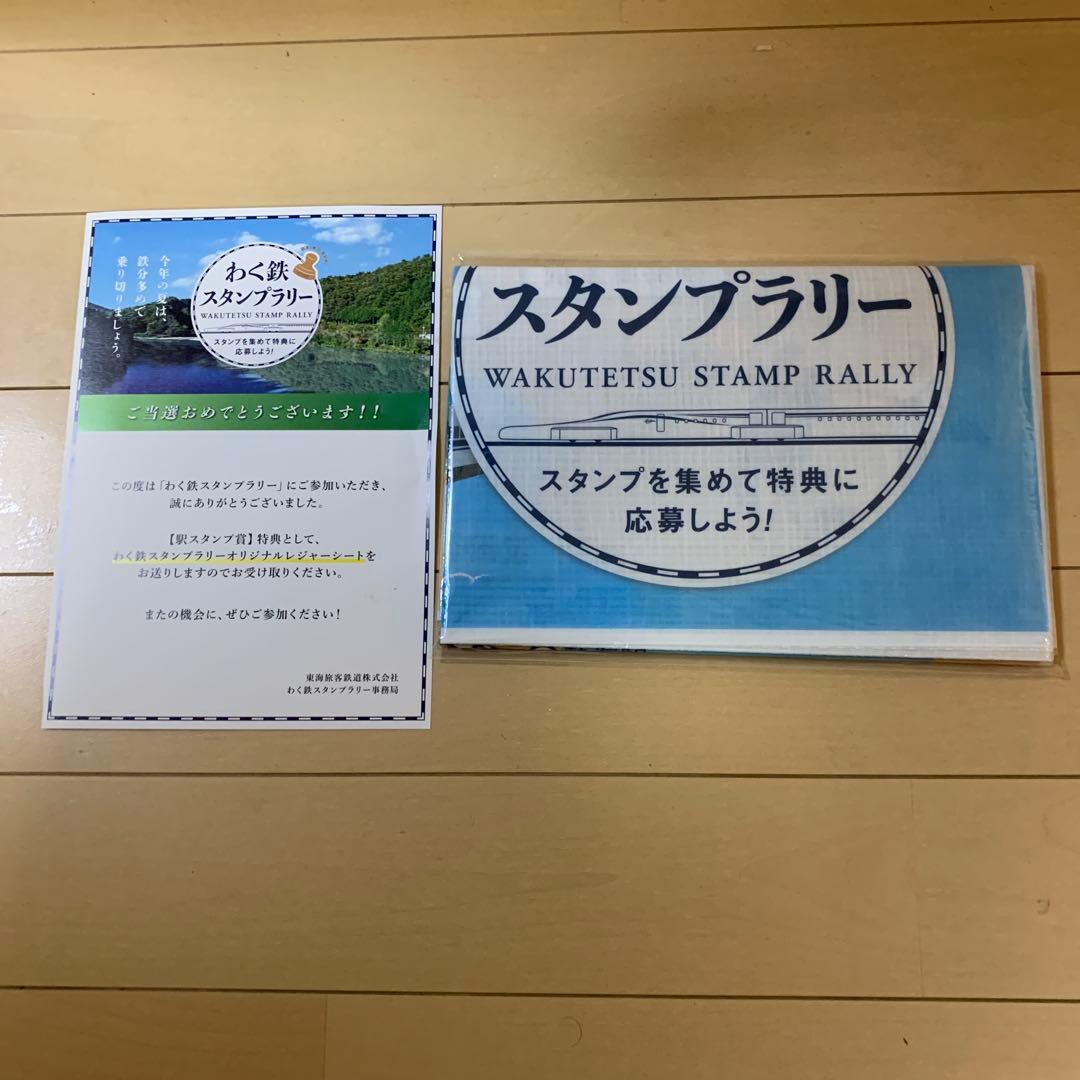 今年の夏は、
鉄分多めで
乗り切りましょう。
わく鉄
スタンプラリー
WAKUTETSU STAMP RALLY
スタンプを集めて特典に
応募しよう!
ご当選おめでとうございます!!
この度は「わく鉄スタンプラリー」にご参加いただき、
誠にありがとうございました。
【駅スタンプ賞】特典として、
わく鉄スタンプラリーオリジナルレジャーシートを
お送りしますのでお受け取りください。
またの機会に、ぜひご参加ください!
東海旅客鉄道株式会社
わく鉄スタンプラリー事務局
スタンプラリー
WAKUTETSU STAMP RALLY
スタンプを集めて特典に
応募しよう!